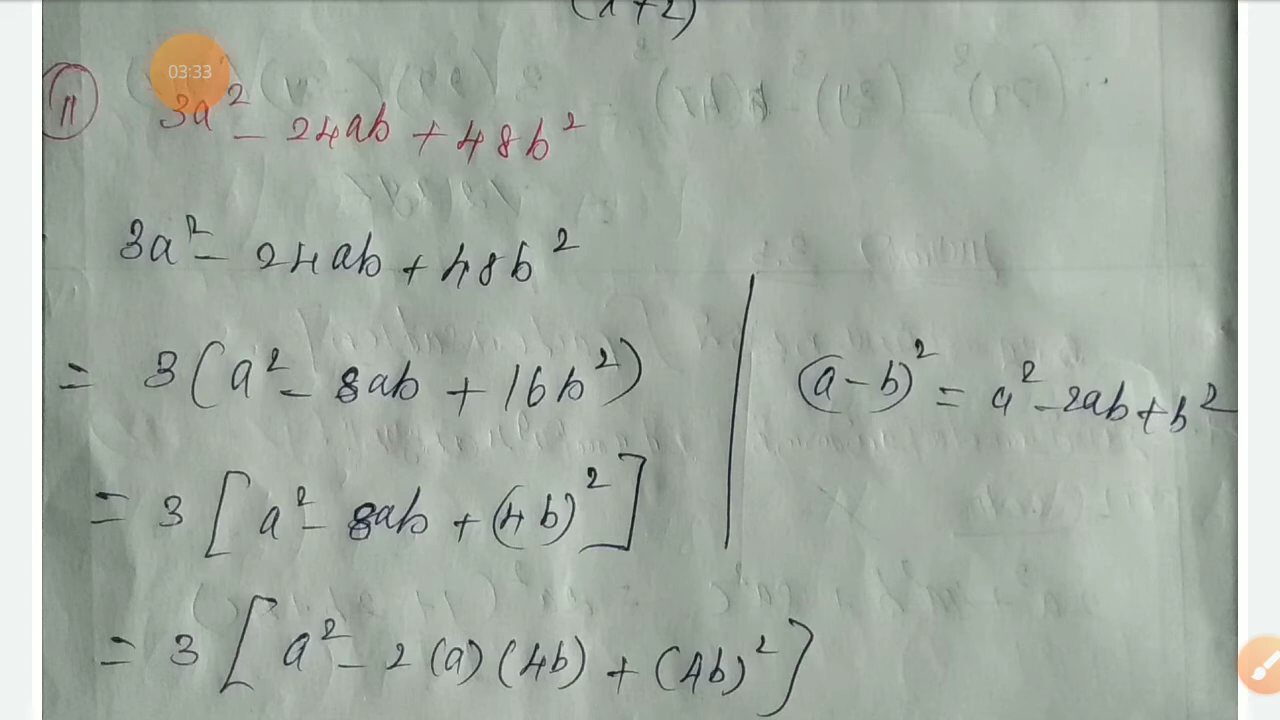 (x+2)
03:33
11 3a² - 24ab + 48b²
3a² - 24ab + 48b²
= 3(a² - 8ab + 16b²)
(a-b)² = a² - 2ab + b²
= 3[a² - 8ab + (4b)²]
= 3[a² - 2(a)(4b) + (4b)²]